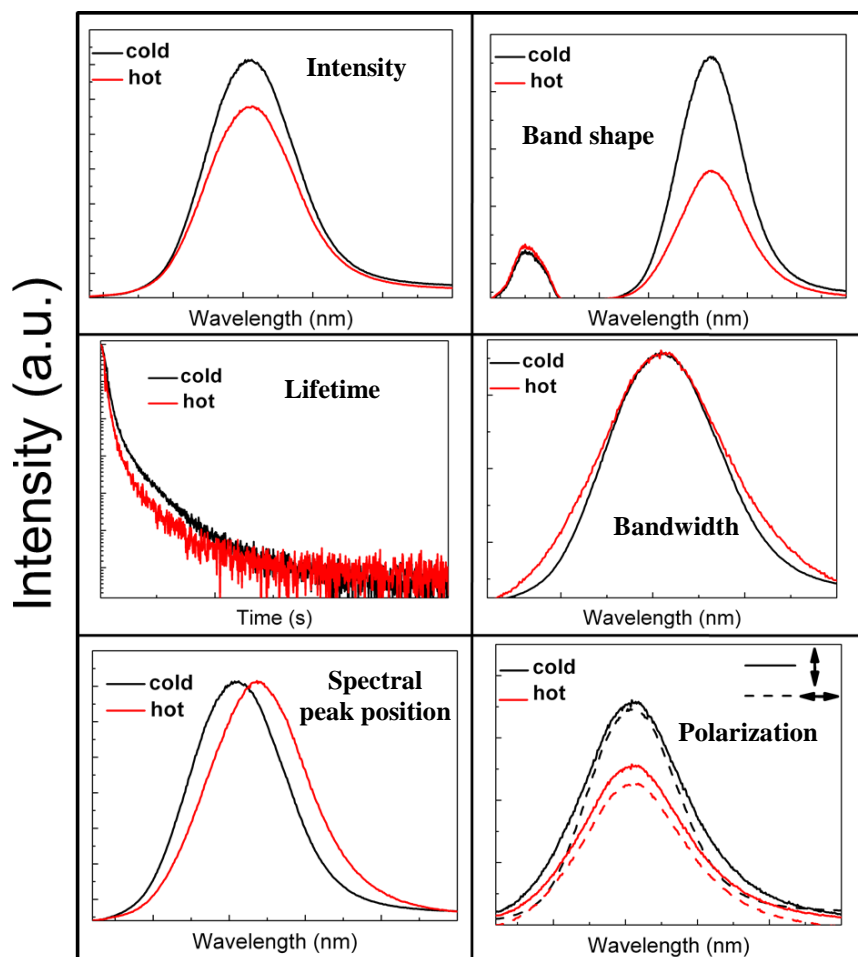 Intensity (a.u.)
cold
hot
Intensity
Wavelength (nm)
cold
hot
Band shape
Wavelength (nm)
cold
hot
Lifetime
Time (s)
cold
hot
Bandwidth
Wavelength (nm)
cold
hot
Spectral
peak position
Wavelength (nm)
cold
hot
Polarization
Wavelength (nm)